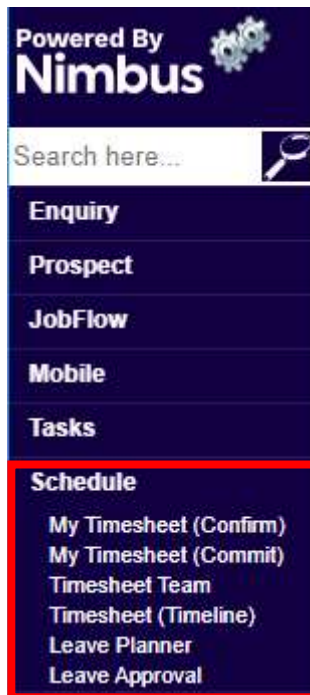 Powered By
Nimbus
Search here...
Enquiry
Prospect
JobFlow
Mobile
Tasks
Schedule
My Timesheet (Confirm)
My Timesheet (Commit)
Timesheet Team
Timesheet (Timeline)
Leave Planner
Leave Approval